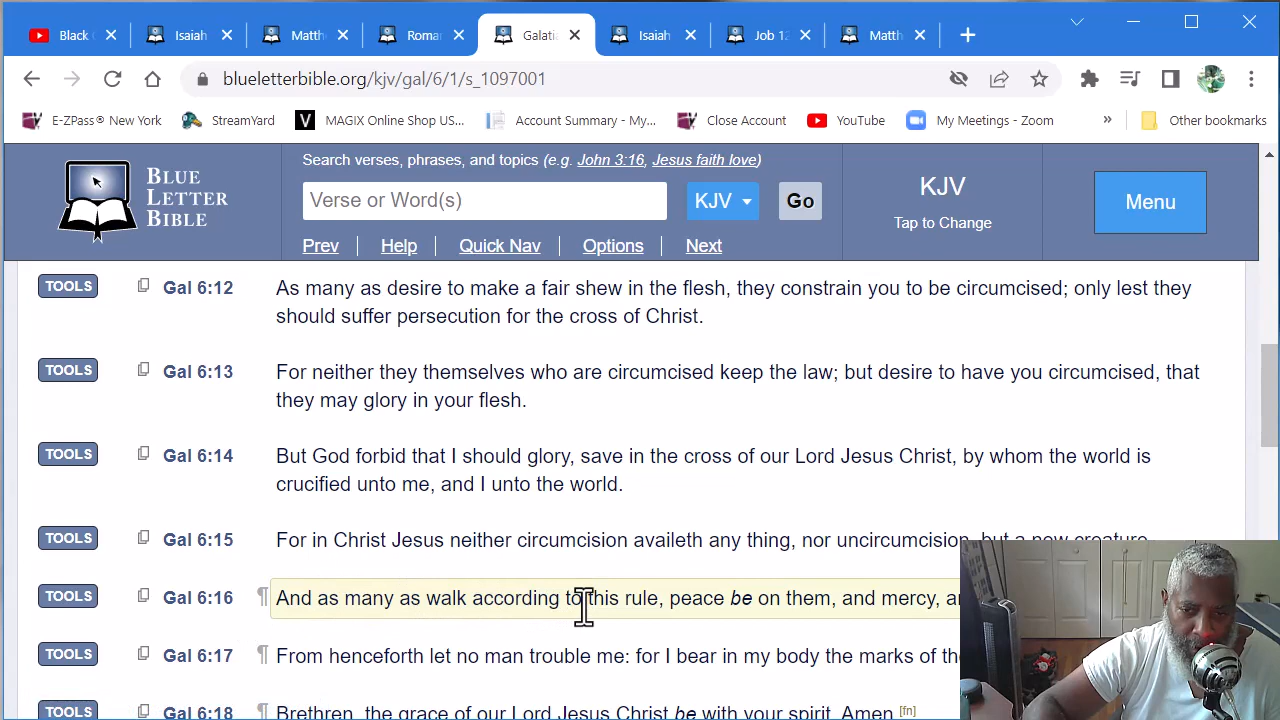 Black
Isaiah
Matth
Romar
Galatia
Isaiah
Job 12
Matth
blueletterbible.org/kjv/gal/6/1/s_1097001
E-ZPass® New York
StreamYard
MAGIX Online Shop US...
Account Summary - My...
Close Account
YouTube
My Meetings - Zoom
»
Other bookmarks
BLUE
LETTER
BIBLE
Search verses, phrases, and topics (e.g. John 3:16, Jesus faith love)
Verse or Word(s)
KJV
Go
Prev | Help | Quick Nav | Options | Next
KJV
Tap to Change
Menu
TOOLS Gal 6:12 As many as desire to make a fair shew in the flesh, they constrain you to be circumcised; only lest they
should suffer persecution for the cross of Christ.
TOOLS Gal 6:13 For neither they themselves who are circumcised keep the law; but desire to have you circumcised, that
they may glory in your flesh.
TOOLS Gal 6:14 But God forbid that I should glory, save in the cross of our Lord Jesus Christ, by whom the world is
crucified unto me, and I unto the world.
TOOLS Gal 6:15 For in Christ Jesus neither circumcision availeth any thing, nor uncircumcision, but a new creature.
TOOLS Gal 6:16 ¶ And as many as walk according to this rule, peace be on them, and mercy,
TOOLS Gal 6:17 ¶ From henceforth let no man trouble me: for I bear in my body the marks of
TOOLS Gal 6:18 ¶ Brethren, the grace of our Lord Jesus Christ be with your spirit. Amen. [fn]